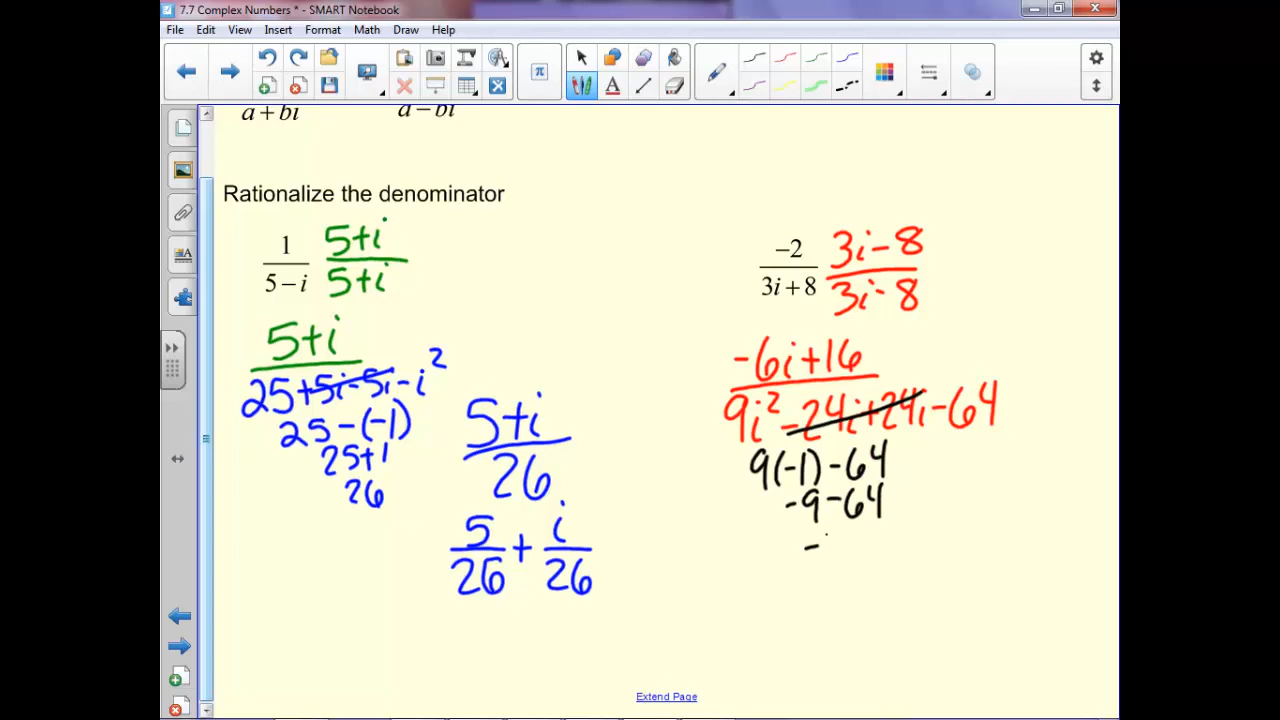 7.7 Complex Numbers * - SMART Notebook
File Edit View Insert Format Math Draw Help
π
A
a + bi a − bi
Rationalize the denominator
1 5+i
5 − i 5+i
5+i
25+5i-5i-i²
25-(-1)
25+1
26
5+i
26
5 + i
26 26
−2 3i-8
3i + 8 3i-8
-6i+16
9i²-24i+24i-64
9(-1)-64
-9-64
-
Extend Page